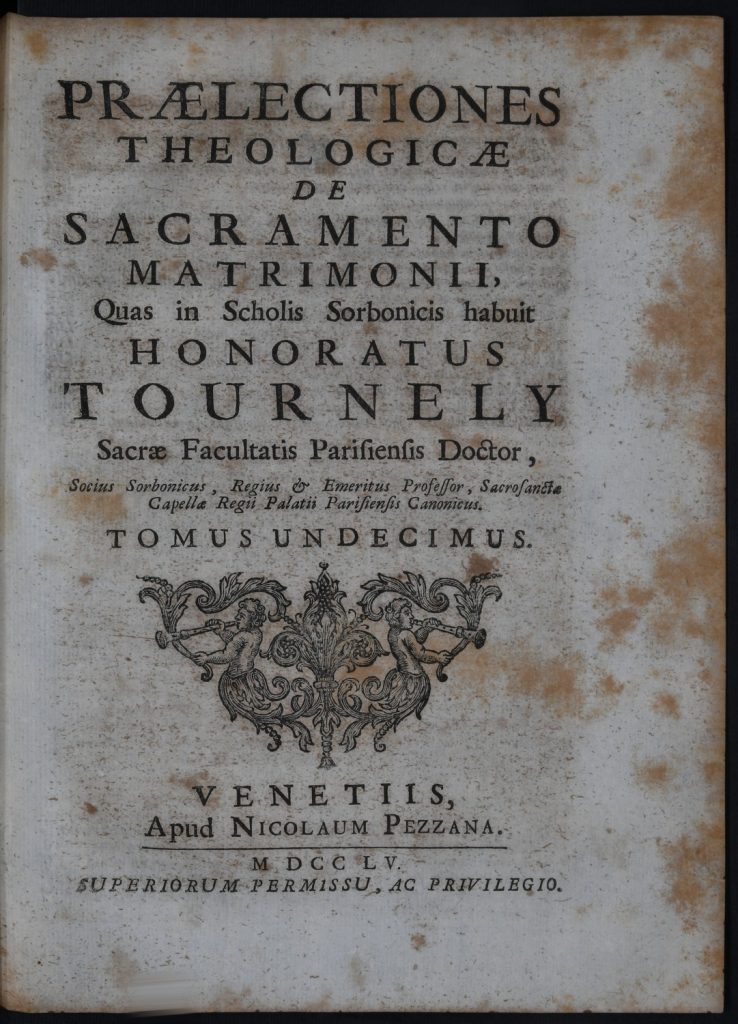 PRÆLECTIONES
THEOLOGICÆ
DE
SACRAMENTO
MATRIMONII,
Quas in Scholis Sorbonicis habuit
HONORATUS
TOURNELY
Sacræ Facultatis Pariſienſis Doctor,
Socius Sorbonicus, Regius & Emeritus Profeſſor, Sacroſanctæ
Capellæ Regii Palatii Pariſienſis Canonicus.
TOMUS UNDECIMUS.
VENETIIS,
Apud NICOLAUM PEZZANA.
M DCC LV.
SUPERIORUM PERMISSU, AC PRIVILEGIO.